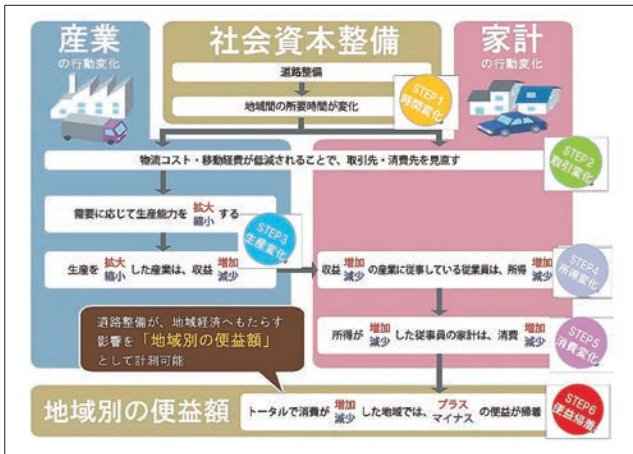 産業
の行動変化
社会資本整備
家計
の行動変化
道路整備
地域間の所要時間が変化
STEP1
時間変化
物流コスト・移動経費が低減されることで、取引先・消費先を見直す
STEP2
取引変化
需要に応じて生産能力を 拡大 縮小 する
STEP3
生産変化
生産を 拡大 縮小 した産業は、収益 増加 減少
収益 増加 減少 の産業に従事している従業員は、所得 増加 減少
STEP4
所得変化
道路整備が、地域経済へもたらす
影響を「地域別の便益額」
として計測可能
所得が 増加 減少 した従事員の家計は、消費 増加 減少
STEP5
消費変化
地域別の便益額
トータルで消費が 増加 減少 した地域では、 プラス マイナス の便益が帰着
STEP6
便益帰着